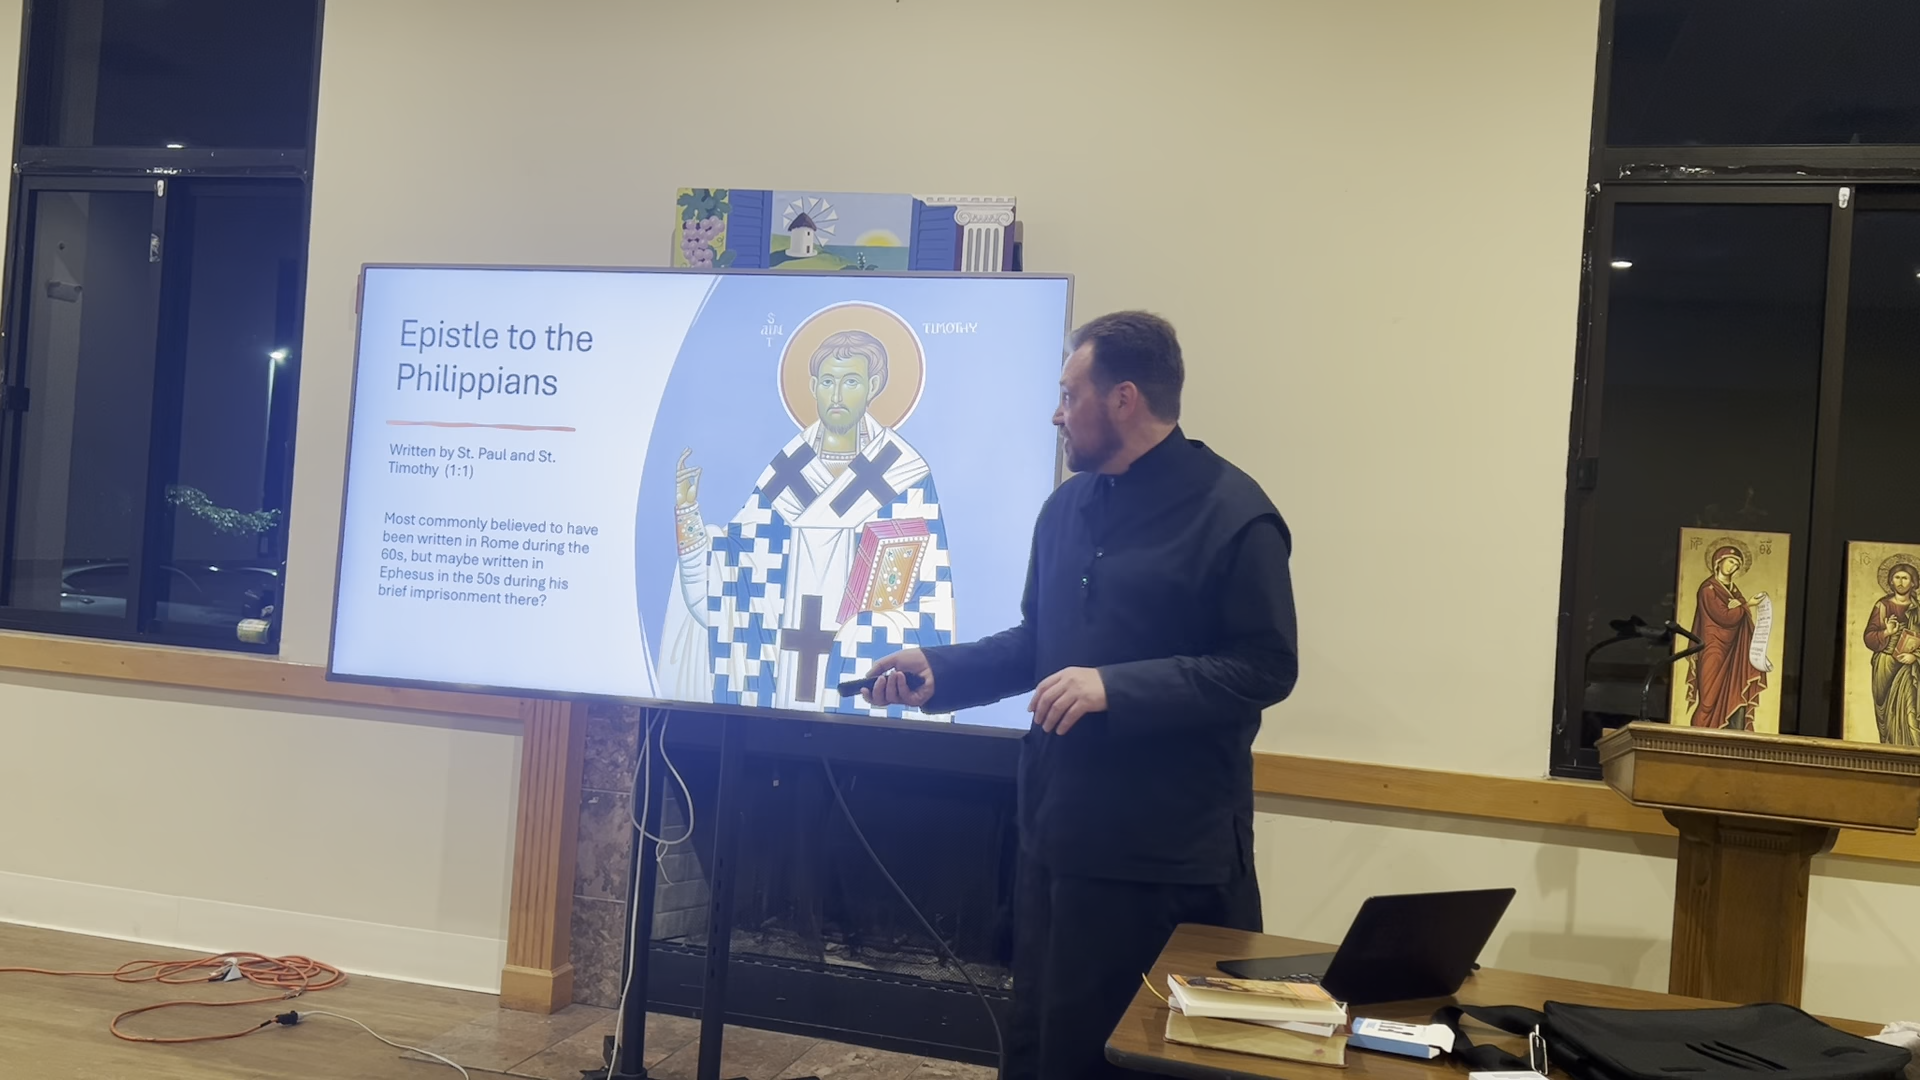 Epistle to the
Philippians
Written by St. Paul and St.
Timothy (1:1)
Most commonly believed to have
been written in Rome during the
60s, but maybe written in
Ephesus in the 50s during his
brief imprisonment there?
SAINT
TIMOTHY